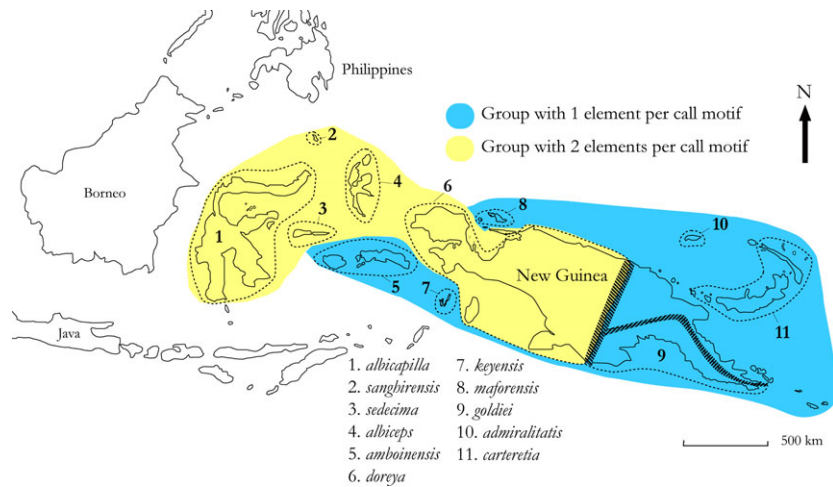 Philippines
N
Group with 1 element per call motif
Group with 2 elements per call motif
Borneo
2
4
6
8
10
3
1
New Guinea
5
7
11
9
Java
1. albicapilla
2. sanghirensis
3. sedecima
4. albiceps
5. amboinensis
6. doreya
7. keyensis
8. maforensis
9. goldiei
10. admiralitatis
11. carteretia
500 km